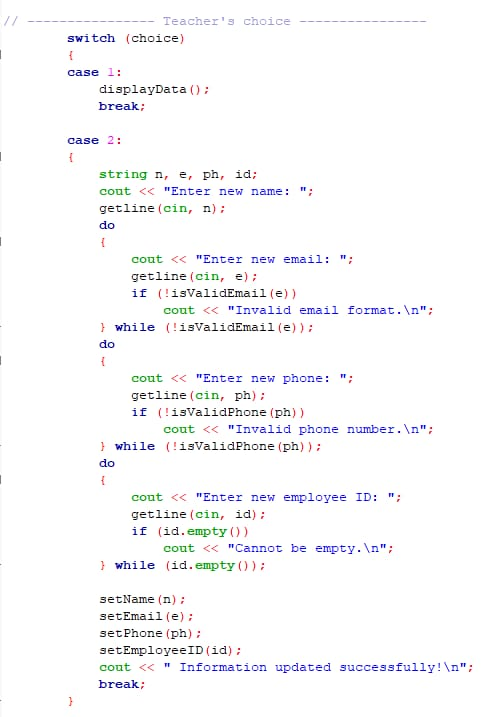 // ---------------- Teacher's choice ----------------
        switch (choice)
        {
        case 1:
            displayData();
            break;

        case 2:
        {
            string n, e, ph, id;
            cout << "Enter new name: ";
            getline(cin, n);
            do
            {
                cout << "Enter new email: ";
                getline(cin, e);
                if (!isValidEmail(e))
                    cout << "Invalid email format.\n";
            } while (!isValidEmail(e));
            do
            {
                cout << "Enter new phone: ";
                getline(cin, ph);
                if (!isValidPhone(ph))
                    cout << "Invalid phone number.\n";
            } while (!isValidPhone(ph));
            do
            {
                cout << "Enter new employee ID: ";
                getline(cin, id);
                if (id.empty())
                    cout << "Cannot be empty.\n";
            } while (id.empty());

            setName(n);
            setEmail(e);
            setPhone(ph);
            setEmployeeID(id);
            cout << " Information updated successfully!\n";
            break;
        }